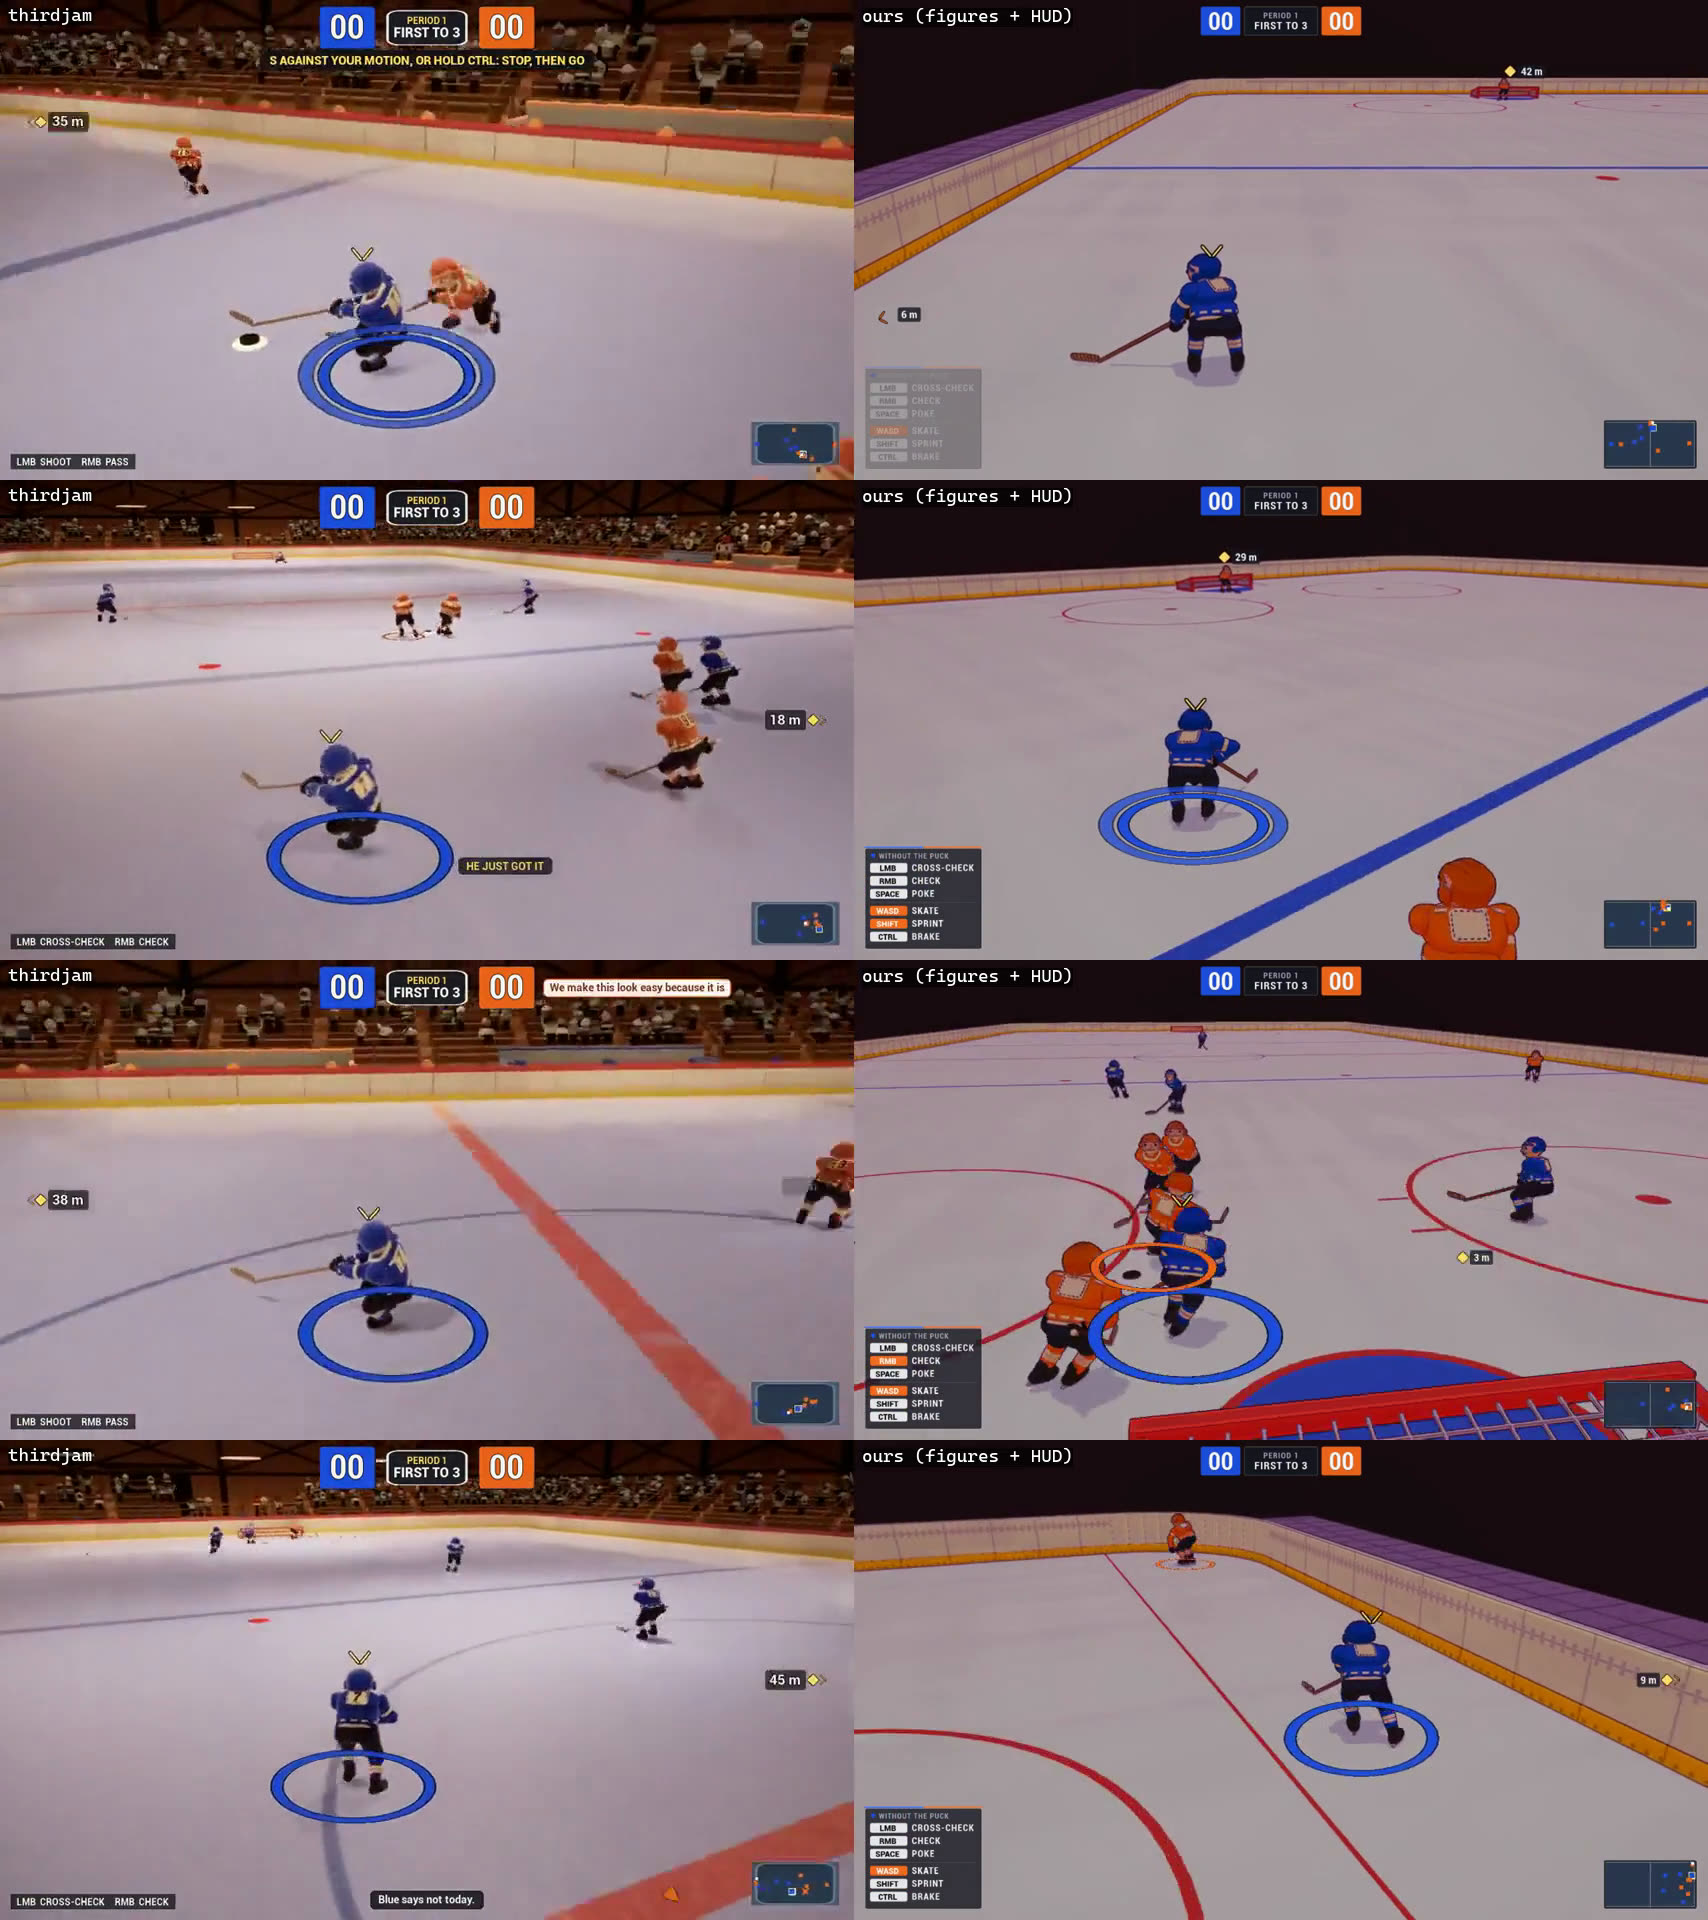 thirdjam
00
PERIOD 1
FIRST TO 3
00
S AGAINST YOUR MOTION, OR HOLD CTRL: STOP, THEN GO
35 m
LMB SHOOT RMB PASS
ours (figures + HUD)
00
PERIOD 1
FIRST TO 3
00
42 m
6 m
LMB CROSS-CHECK
RMB CHECK
SPACE POKE
WASD SKATE
SHIFT SPRINT
CTRL BRAKE
thirdjam
00
PERIOD 1
FIRST TO 3
00
18 m
HE JUST GOT IT
LMB CROSS-CHECK RMB CHECK
ours (figures + HUD)
00
PERIOD 1
FIRST TO 3
00
29 m
WITHOUT THE PUCK
LMB CROSS-CHECK
RMB CHECK
SPACE POKE
WASD SKATE
SHIFT SPRINT
CTRL BRAKE
thirdjam
00
PERIOD 1
FIRST TO 3
00
We make this look easy because it is
38 m
LMB SHOOT RMB PASS
ours (figures + HUD)
00
PERIOD 1
FIRST TO 3
00
3 m
WITHOUT THE PUCK
LMB CROSS-CHECK
RMB CHECK
SPACE POKE
WASD SKATE
SHIFT SPRINT
CTRL BRAKE
thirdjam
00
PERIOD 1
FIRST TO 3
00
45 m
7
Blue says not today.
LMB CROSS-CHECK RMB CHECK
ours (figures + HUD)
00
PERIOD 1
FIRST TO 3
00
9 m
WITHOUT THE PUCK
LMB CROSS-CHECK
RMB CHECK
SPACE POKE
WASD SKATE
SHIFT SPRINT
CTRL BRAKE